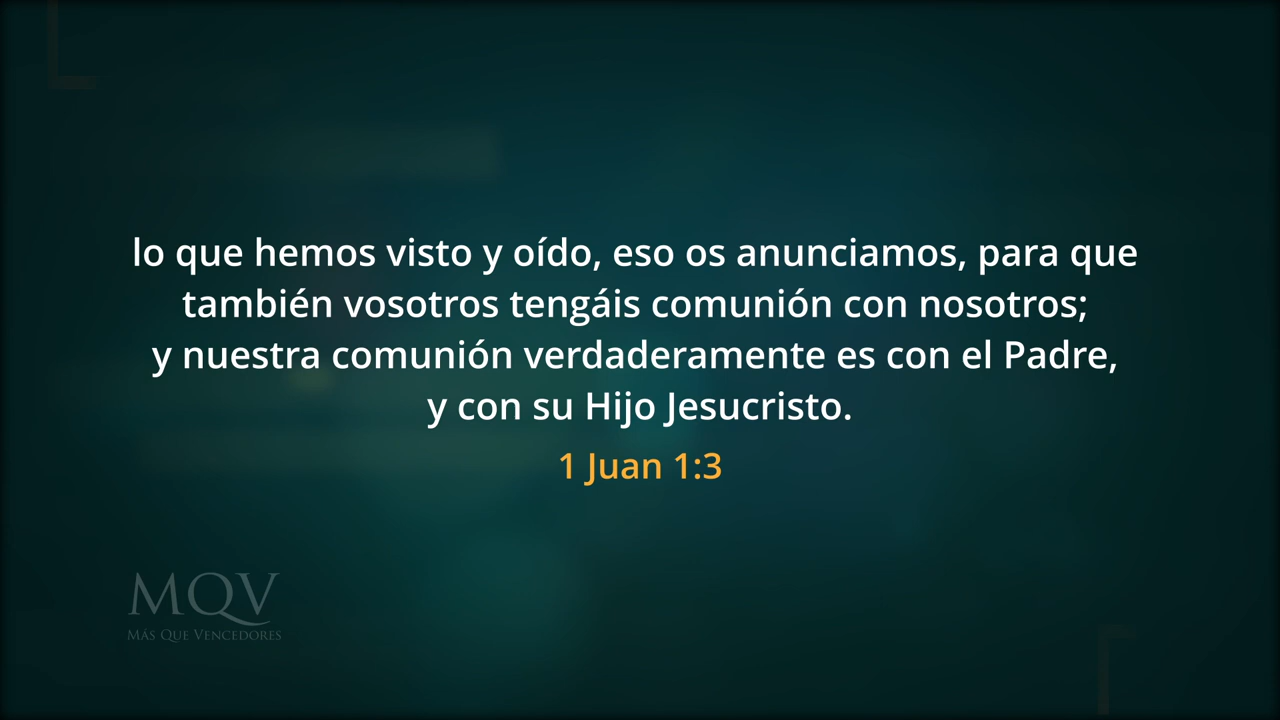 lo que hemos visto y oído, eso os anunciamos, para que
también vosotros tengáis comunión con nosotros;
y nuestra comunión verdaderamente es con el Padre,
y con su Hijo Jesucristo.
1 Juan 1:3
MQV
Más Que Vencedores